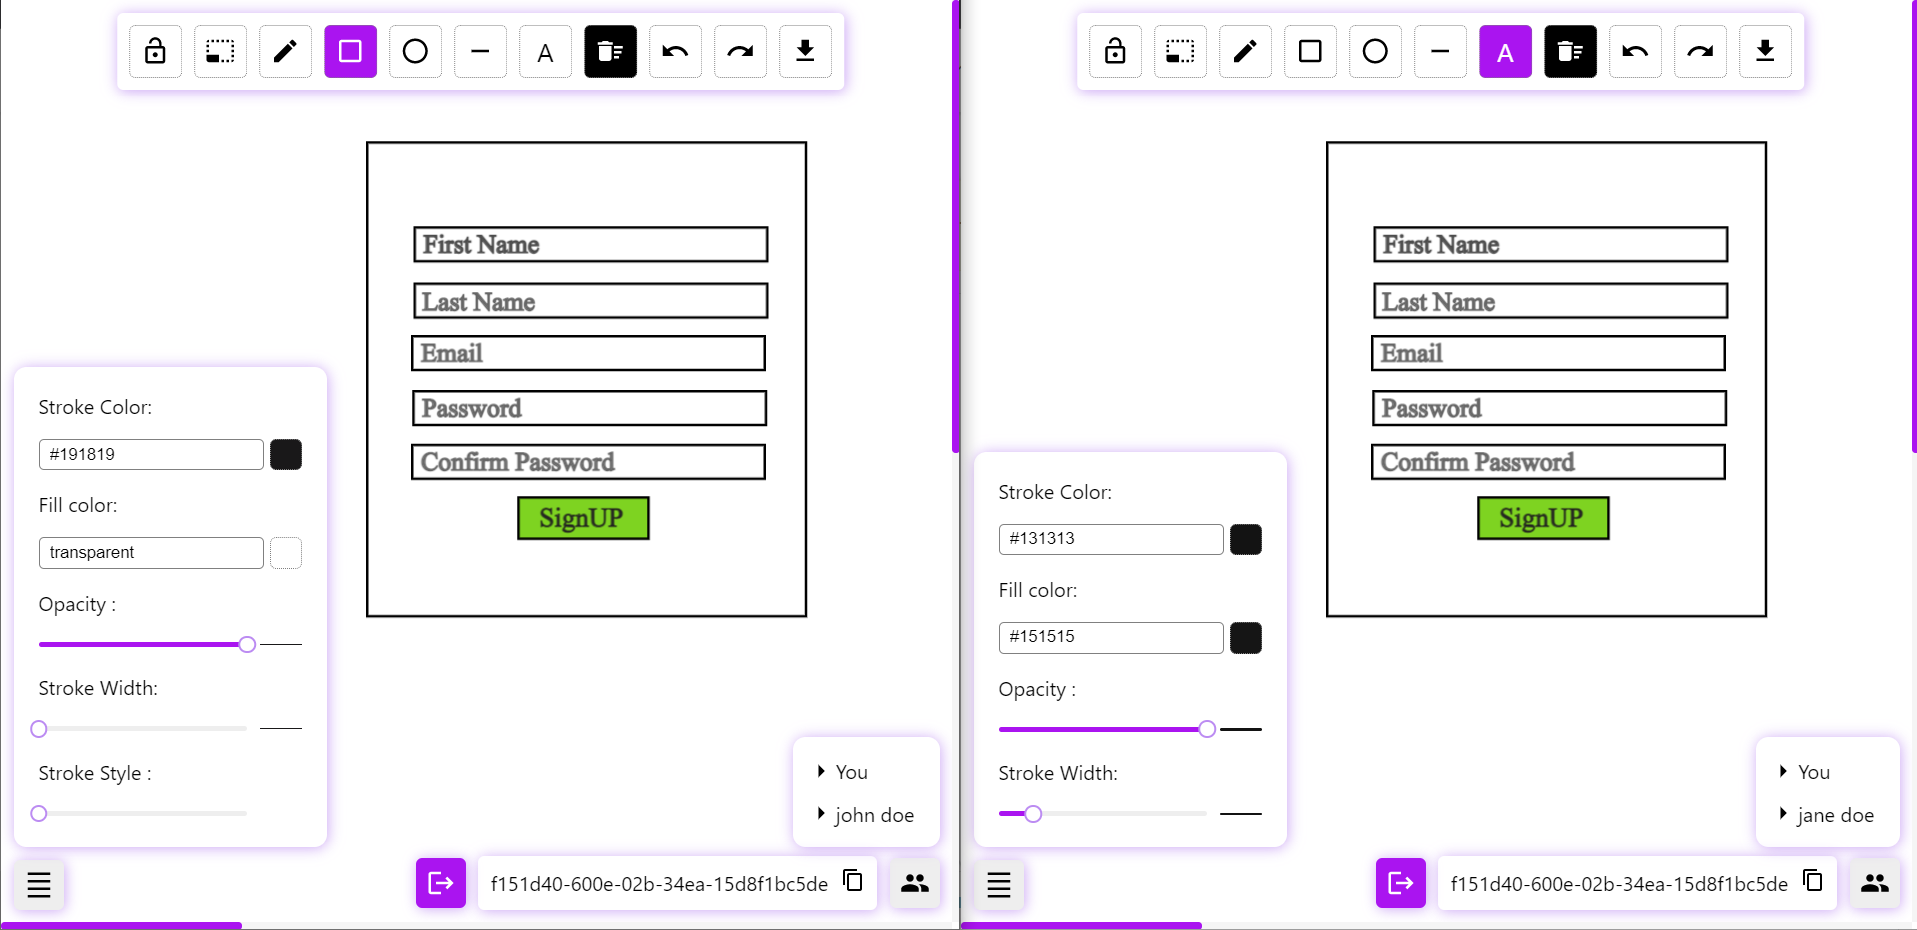 A
First Name
Last Name
Email
Password
Confirm Password
SignUP
Stroke Color:
#191819
Fill color:
transparent
Opacity :
Stroke Width:
Stroke Style :
You
john doe
f151d40-600e-02b-34ea-15d8f1bc5de
A
First Name
Last Name
Email
Password
Confirm Password
SignUP
Stroke Color:
#131313
Fill color:
#151515
Opacity :
Stroke Width:
You
jane doe
f151d40-600e-02b-34ea-15d8f1bc5de